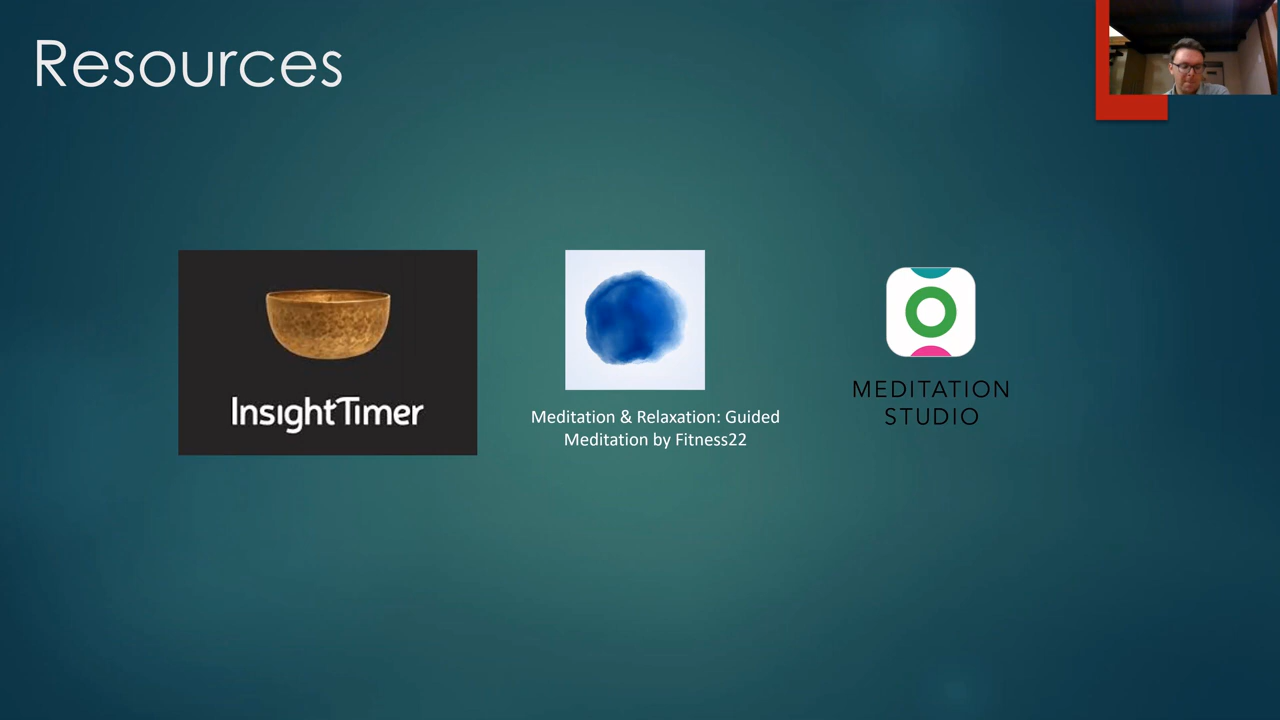 Resources
InsightTimer
Meditation & Relaxation: Guided
Meditation by Fitness22
MEDITATION
STUDIO